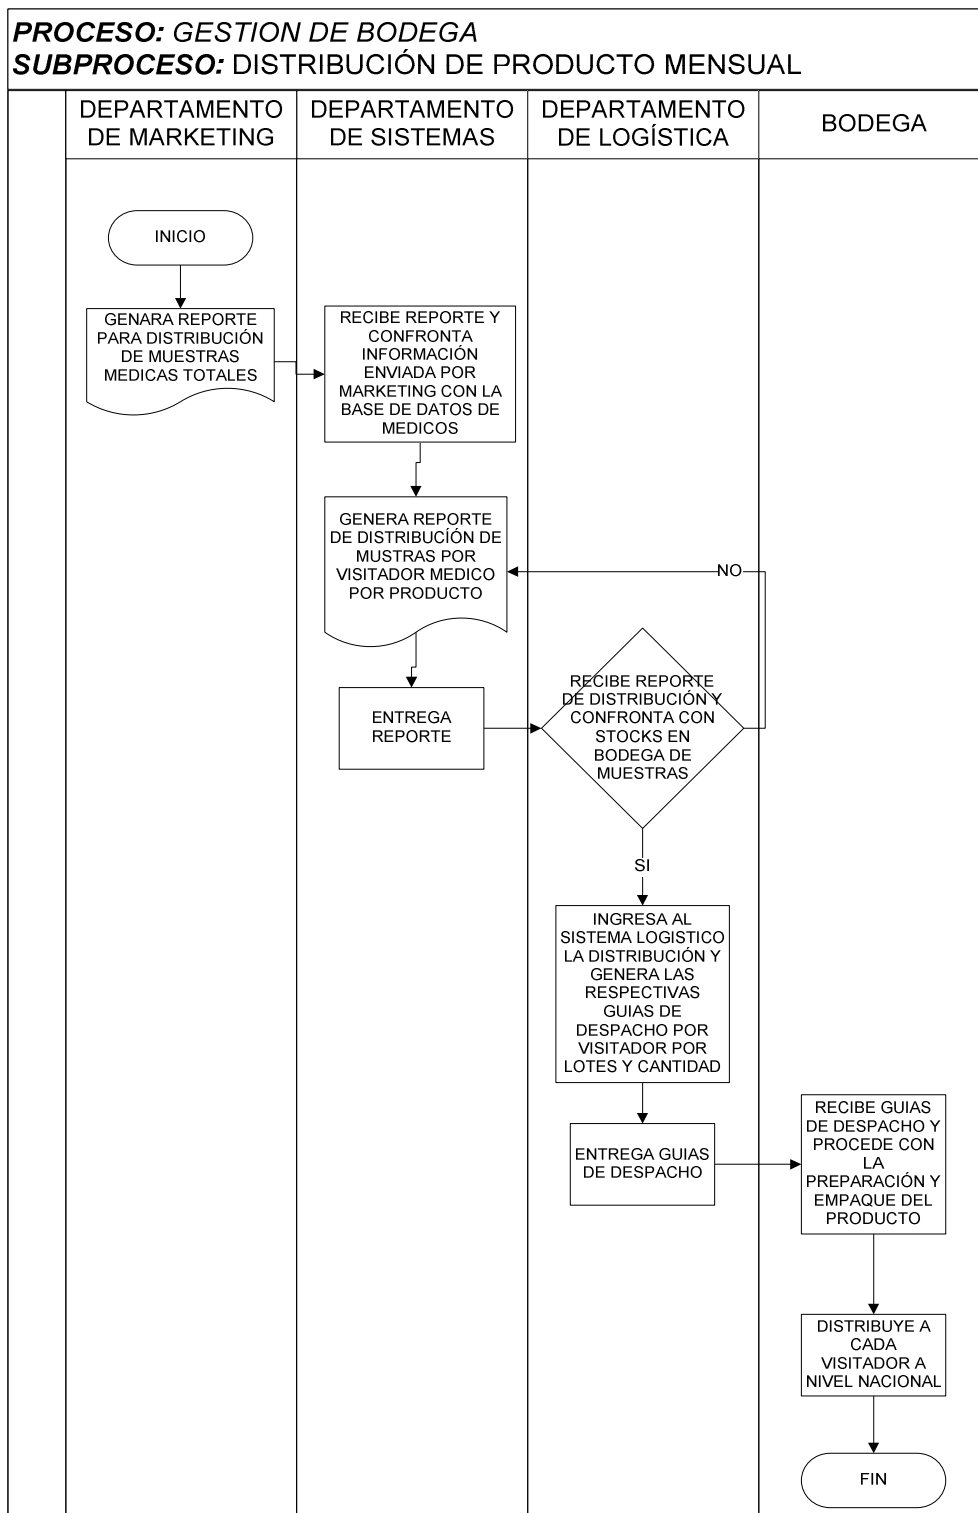 PROCESO: GESTION DE BODEGA
SUBPROCESO: DISTRIBUCIÓN DE PRODUCTO MENSUAL
DEPARTAMENTO
DE MARKETING
DEPARTAMENTO
DE SISTEMAS
DEPARTAMENTO
DE LOGÍSTICA
BODEGA
INICIO
GENARA REPORTE
PARA DISTRIBUCIÓN
DE MUESTRAS
MEDICAS TOTALES
RECIBE REPORTE Y
CONFRONTA
INFORMACIÓN
ENVIADA POR
MARKETING CON LA
BASE DE DATOS DE
MEDICOS
GENERA REPORTE
DE DISTRIBUCÍÓN DE
MUSTRAS POR
VISITADOR MEDICO
POR PRODUCTO
NO
ENTREGA
REPORTE
RECIBE REPORTE
DE DISTRIBUCIÓN Y
CONFRONTA CON
STOCKS EN
BODEGA DE
MUESTRAS
SI
INGRESA AL
SISTEMA LOGISTICO
LA DISTRIBUCIÓN Y
GENERA LAS
RESPECTIVAS
GUIAS DE
DESPACHO POR
VISITADOR POR
LOTES Y CANTIDAD
ENTREGA GUIAS
DE DESPACHO
RECIBE GUIAS
DE DESPACHO Y
PROCEDE CON
LA
PREPARACIÓN Y
EMPAQUE DEL
PRODUCTO
DISTRIBUYE A
CADA
VISITADOR A
NIVEL NACIONAL
FIN